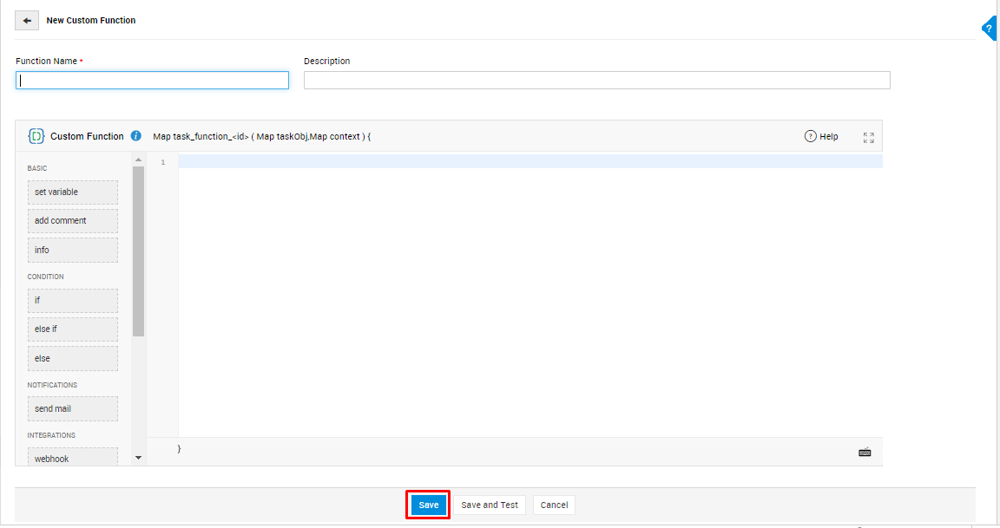 New Custom Function
?
Function Name *
Description
Custom Function i Map task_function_<id> ( Map taskObj,Map context ) {
? Help
BASIC
1
set variable
add comment
info
CONDITION
if
else if
else
NOTIFICATIONS
send mail
INTEGRATIONS
webhook
}
Save
Save and Test
Cancel